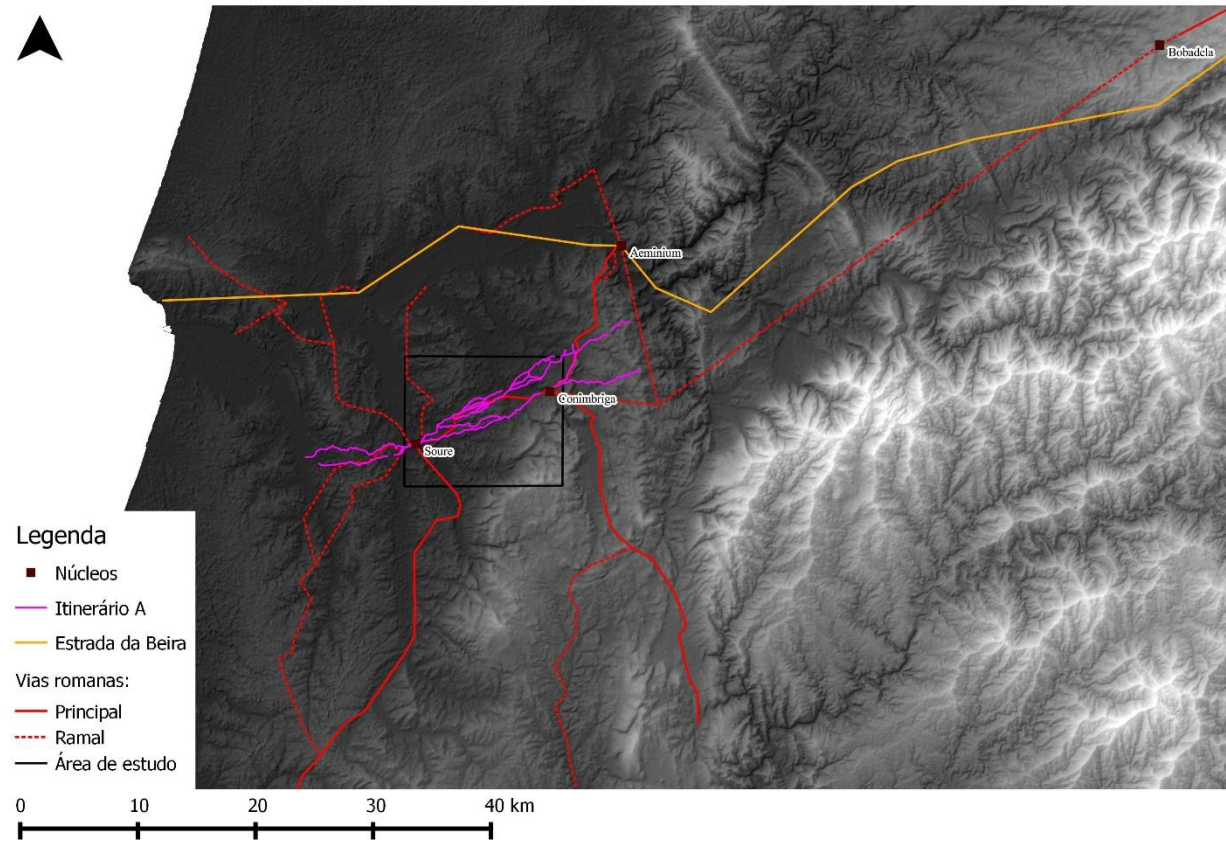 Bobadela
Aeminium
Conimbriga
Soure
Legenda
Núcleos
Itinerário A
Estrada da Beira
Vias romanas:
Principal
Ramal
Área de estudo
0 10 20 30 40 km